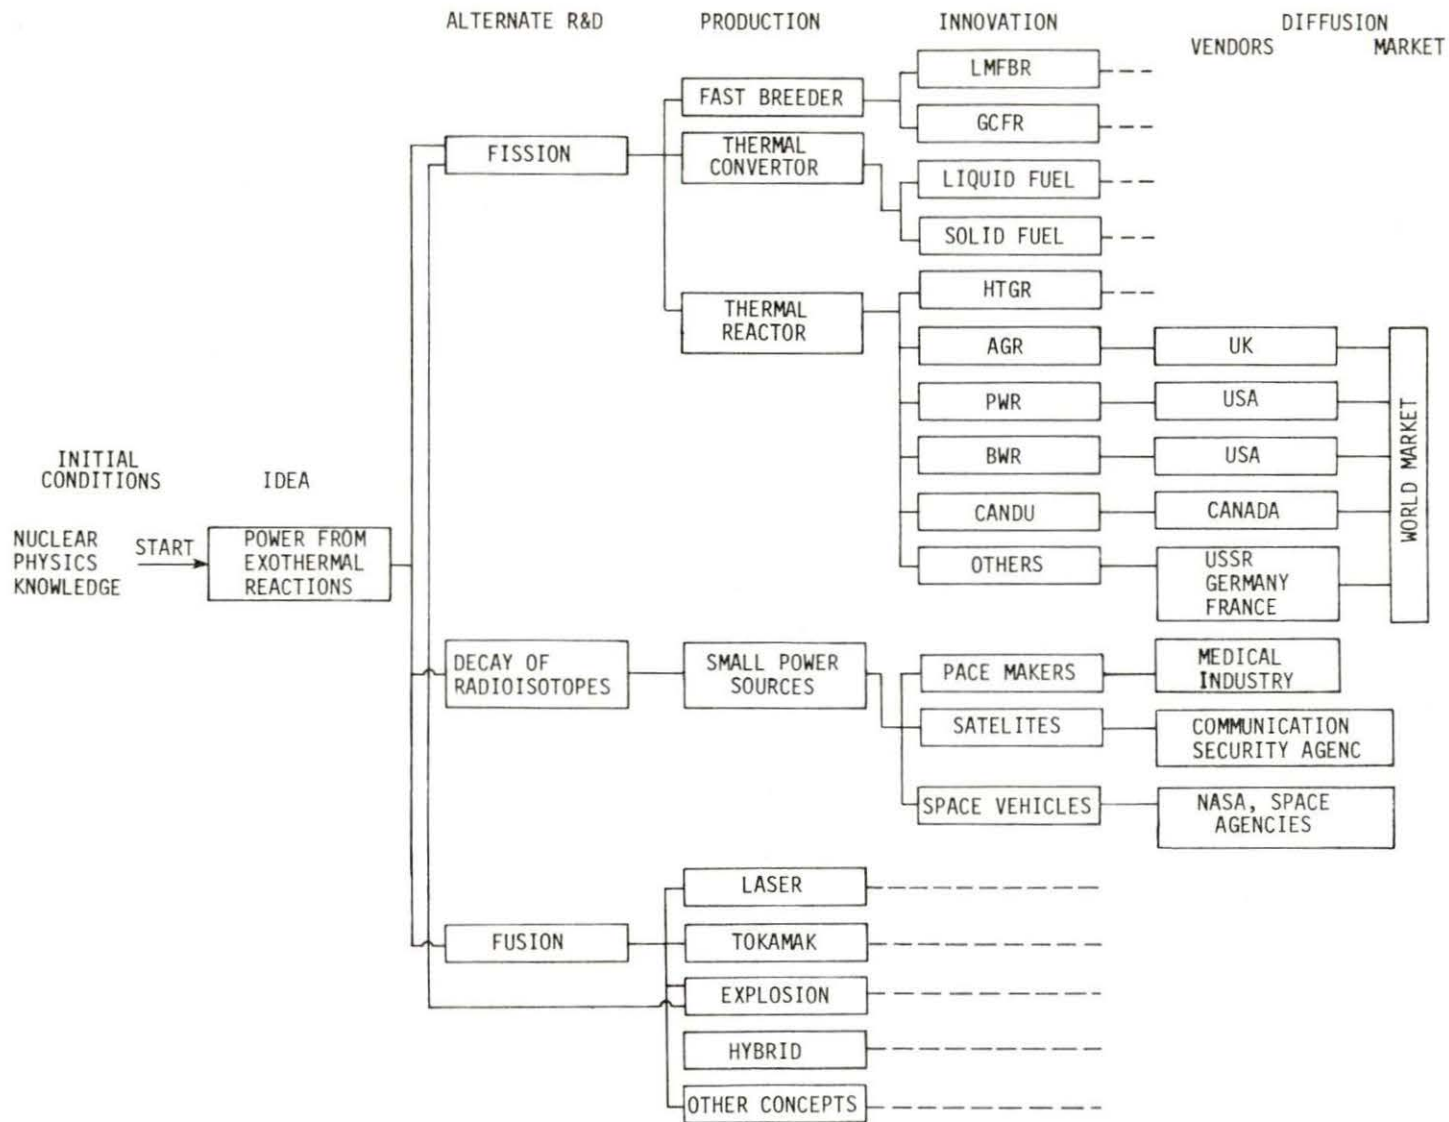 ALTERNATE R&D
PRODUCTION
INNOVATION
DIFFUSION
VENDORS
MARKET
INITIAL
CONDITIONS
IDEA
NUCLEAR
PHYSICS
KNOWLEDGE
START
POWER FROM
EXOTHERMAL
REACTIONS
FISSION
FAST BREEDER
LMFBR
GCFR
THERMAL
CONVERTOR
LIQUID FUEL
SOLID FUEL
THERMAL
REACTOR
HTGR
AGR
UK
PWR
USA
BWR
USA
CANDU
CANADA
OTHERS
USSR
GERMANY
FRANCE
WORLD MARKET
DECAY OF
RADIOISOTOPES
SMALL POWER
SOURCES
PACE MAKERS
MEDICAL
INDUSTRY
SATELITES
COMMUNICATION
SECURITY AGENC
SPACE VEHICLES
NASA, SPACE
AGENCIES
FUSION
LASER
TOKAMAK
EXPLOSION
HYBRID
OTHER CONCEPTS